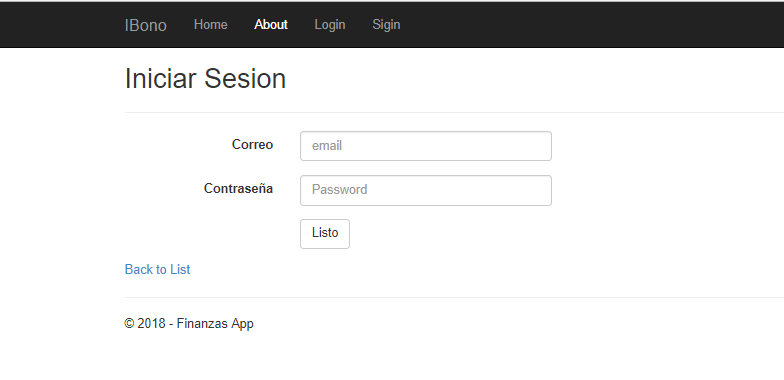 IBono Home About Login Sigin
Iniciar Sesion
Correo email
Contraseña Password
Listo
Back to List
© 2018 - Finanzas App